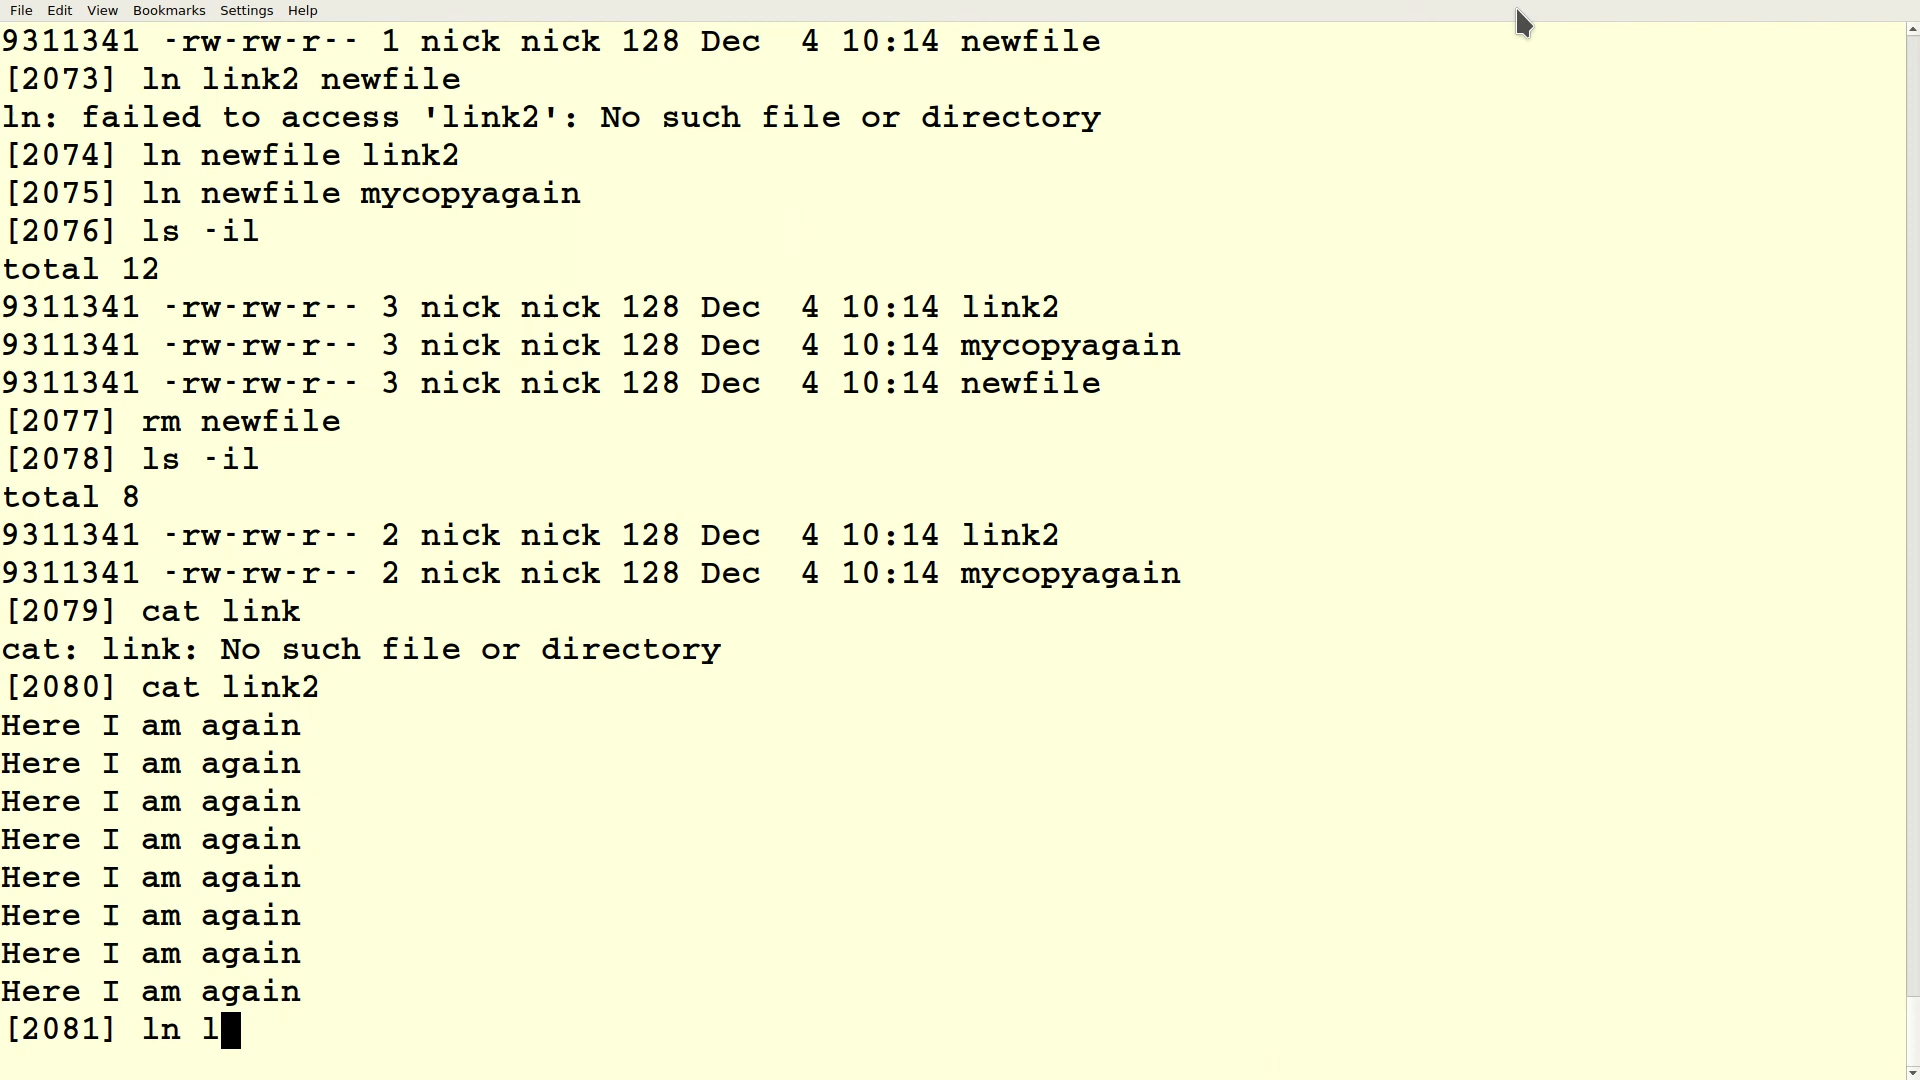 File Edit View Bookmarks Settings Help
9311341 -rw-rw-r-- 1 nick nick 128 Dec  4 10:14 newfile
[2073] ln link2 newfile
ln: failed to access 'link2': No such file or directory
[2074] ln newfile link2
[2075] ln newfile mycopyagain
[2076] ls -il
total 12
9311341 -rw-rw-r-- 3 nick nick 128 Dec  4 10:14 link2
9311341 -rw-rw-r-- 3 nick nick 128 Dec  4 10:14 mycopyagain
9311341 -rw-rw-r-- 3 nick nick 128 Dec  4 10:14 newfile
[2077] rm newfile
[2078] ls -il
total 8
9311341 -rw-rw-r-- 2 nick nick 128 Dec  4 10:14 link2
9311341 -rw-rw-r-- 2 nick nick 128 Dec  4 10:14 mycopyagain
[2079] cat link
cat: link: No such file or directory
[2080] cat link2
Here I am again
Here I am again
Here I am again
Here I am again
Here I am again
Here I am again
Here I am again
Here I am again
[2081] ln l